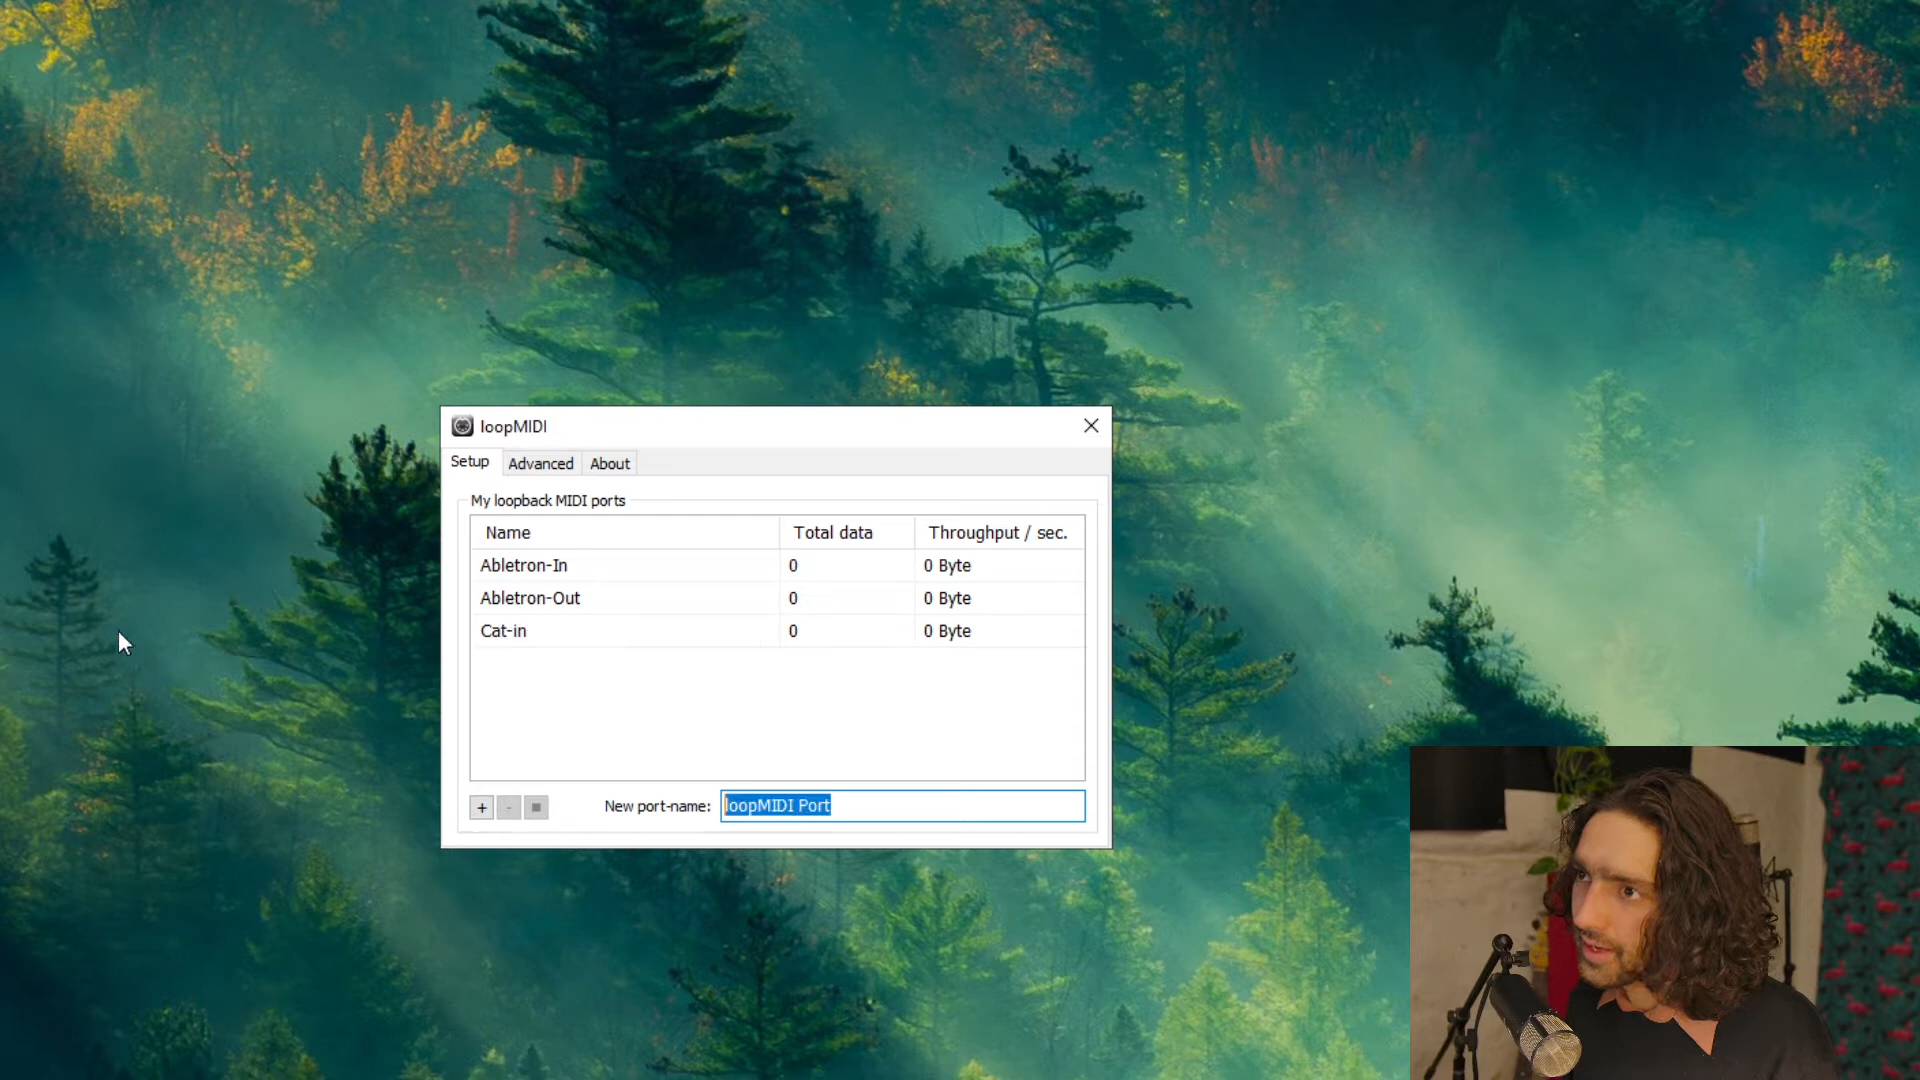 loopMIDI
Setup Advanced About
My loopback MIDI ports
Name Total data Throughput / sec.
Abletron-In 0 0 Byte
Abletron-Out 0 0 Byte
Cat-in 0 0 Byte
+ - New port-name: loopMIDI Port